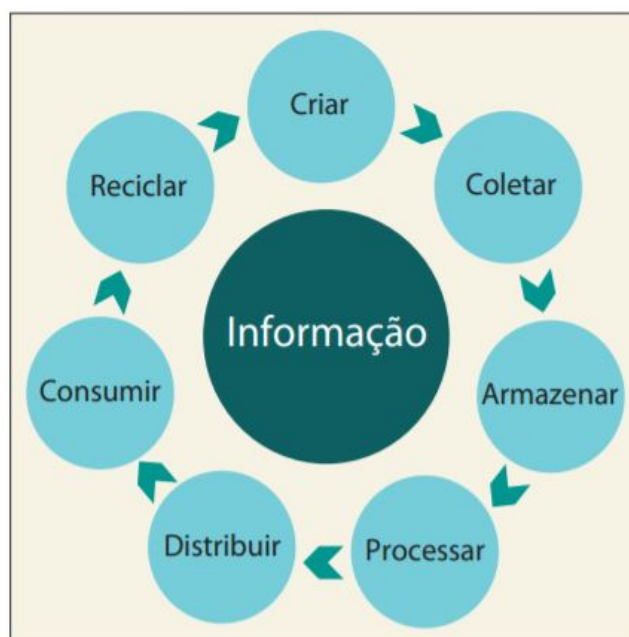 Criar
Coletar
Armazenar
Processar
Distribuir
Consumir
Reciclar
Informação